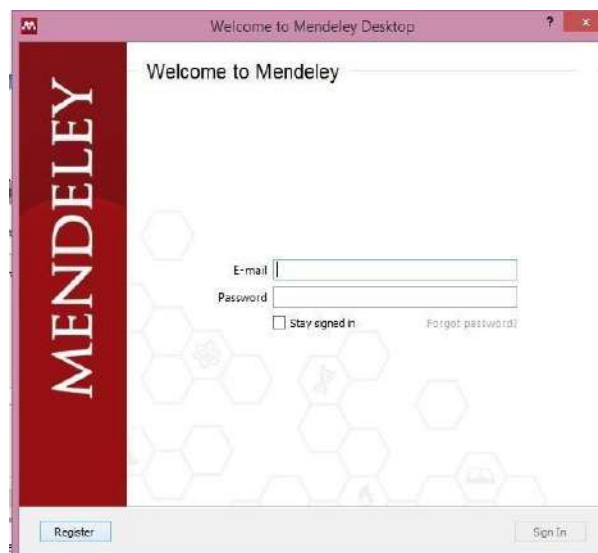 Welcome to Mendeley Desktop ? x
Welcome to Mendeley
MENDELEY
E-mail
Password
Stay signed in Forgot password?
Register Sign In